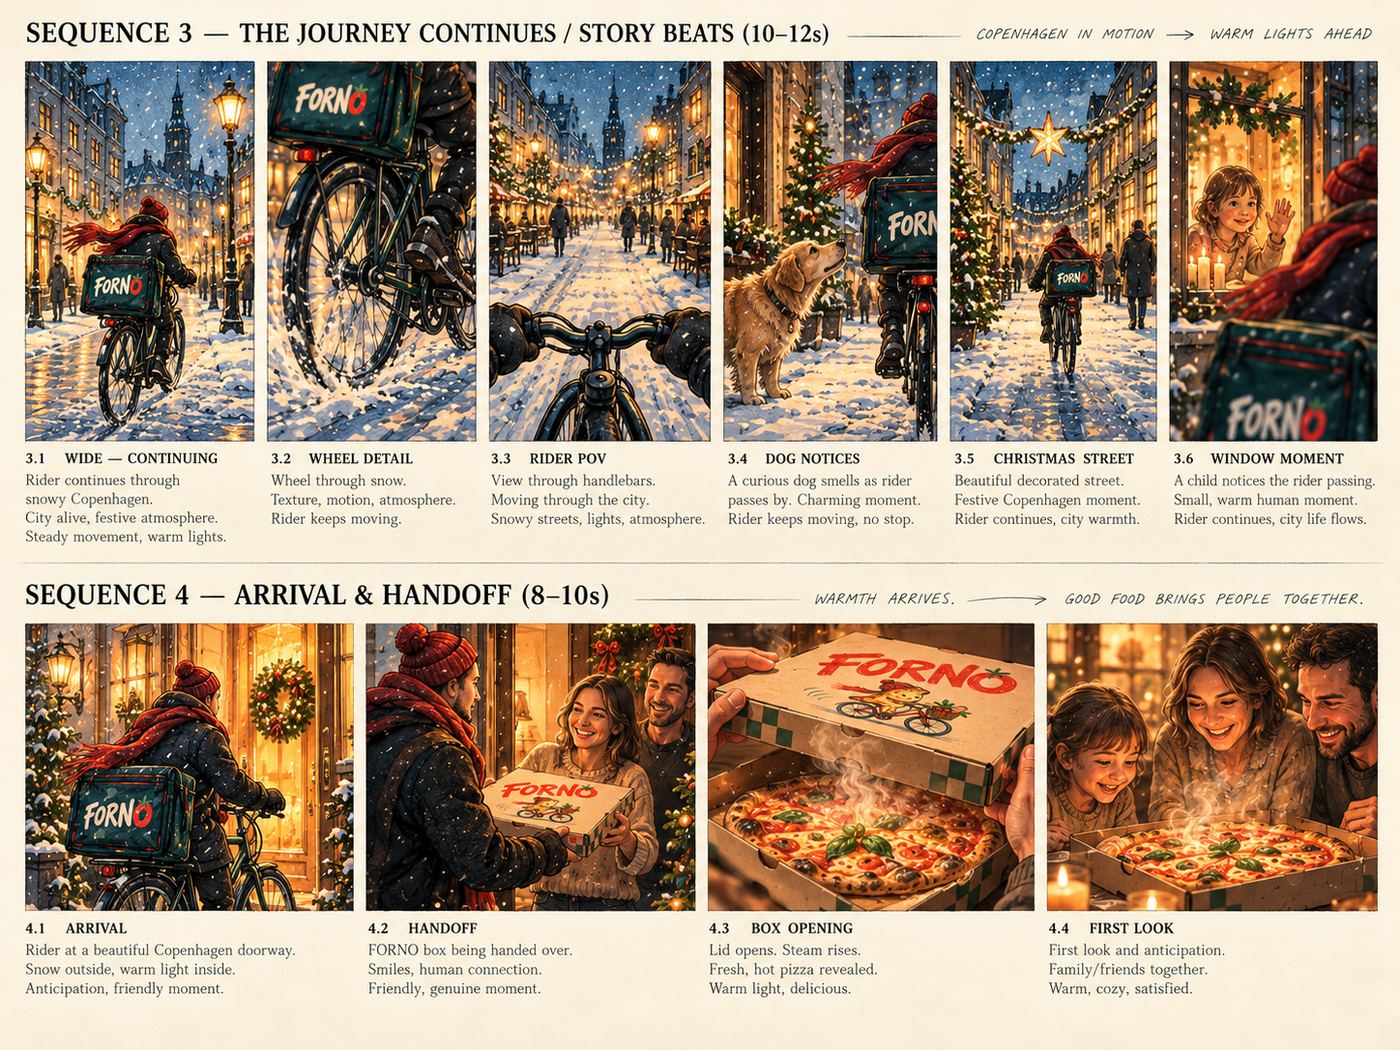 SEQUENCE 3 — THE JOURNEY CONTINUES / STORY BEATS (10–12s)
COPENHAGEN IN MOTION → WARM LIGHTS AHEAD
FORNO
FORNO
FORN
FORNO
FORNO
3.1 WIDE — CONTINUING
Rider continues through
snowy Copenhagen.
City alive, festive atmosphere.
Steady movement, warm lights.
3.2 WHEEL DETAIL
Wheel through snow.
Texture, motion, atmosphere.
Rider keeps moving.
3.3 RIDER POV
View through handlebars.
Moving through the city.
Snowy streets, lights, atmosphere.
3.4 DOG NOTICES
A curious dog smells as rider
passes by. Charming moment.
Rider keeps moving, no stop.
3.5 CHRISTMAS STREET
Beautiful decorated street.
Festive Copenhagen moment.
Rider continues, city warmth.
3.6 WINDOW MOMENT
A child notices the rider passing.
Small, warm human moment.
Rider continues, city life flows.
SEQUENCE 4 — ARRIVAL & HANDOFF (8–10s)
WARMTH ARRIVES. → GOOD FOOD BRINGS PEOPLE TOGETHER.
FORNO
FORNO
FORNO
4.1 ARRIVAL
Rider at a beautiful Copenhagen doorway.
Snow outside, warm light inside.
Anticipation, friendly moment.
4.2 HANDOFF
FORNO box being handed over.
Smiles, human connection.
Friendly, genuine moment.
4.3 BOX OPENING
Lid opens. Steam rises.
Fresh, hot pizza revealed.
Warm light, delicious.
4.4 FIRST LOOK
First look and anticipation.
Family/friends together.
Warm, cozy, satisfied.